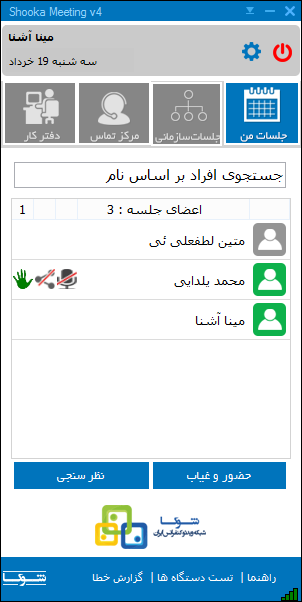 Shooka Meeting v4
مینا آشنا
سه شنبه 19 خرداد
جلسات من
جلسات‌سازمانی
مرکز تماس
دفتر کار
جستجوی افراد بر اساس نام
اعضای جلسه : 3
1
متین لطفعلی ئی
محمد یلدایی
مینا آشنا
حضور و غیاب
نظر سنجی
شوکا
شبکه ویدئو کنفرانس ایران
راهنما | تست دستگاه ها | گزارش خطا
شوکا